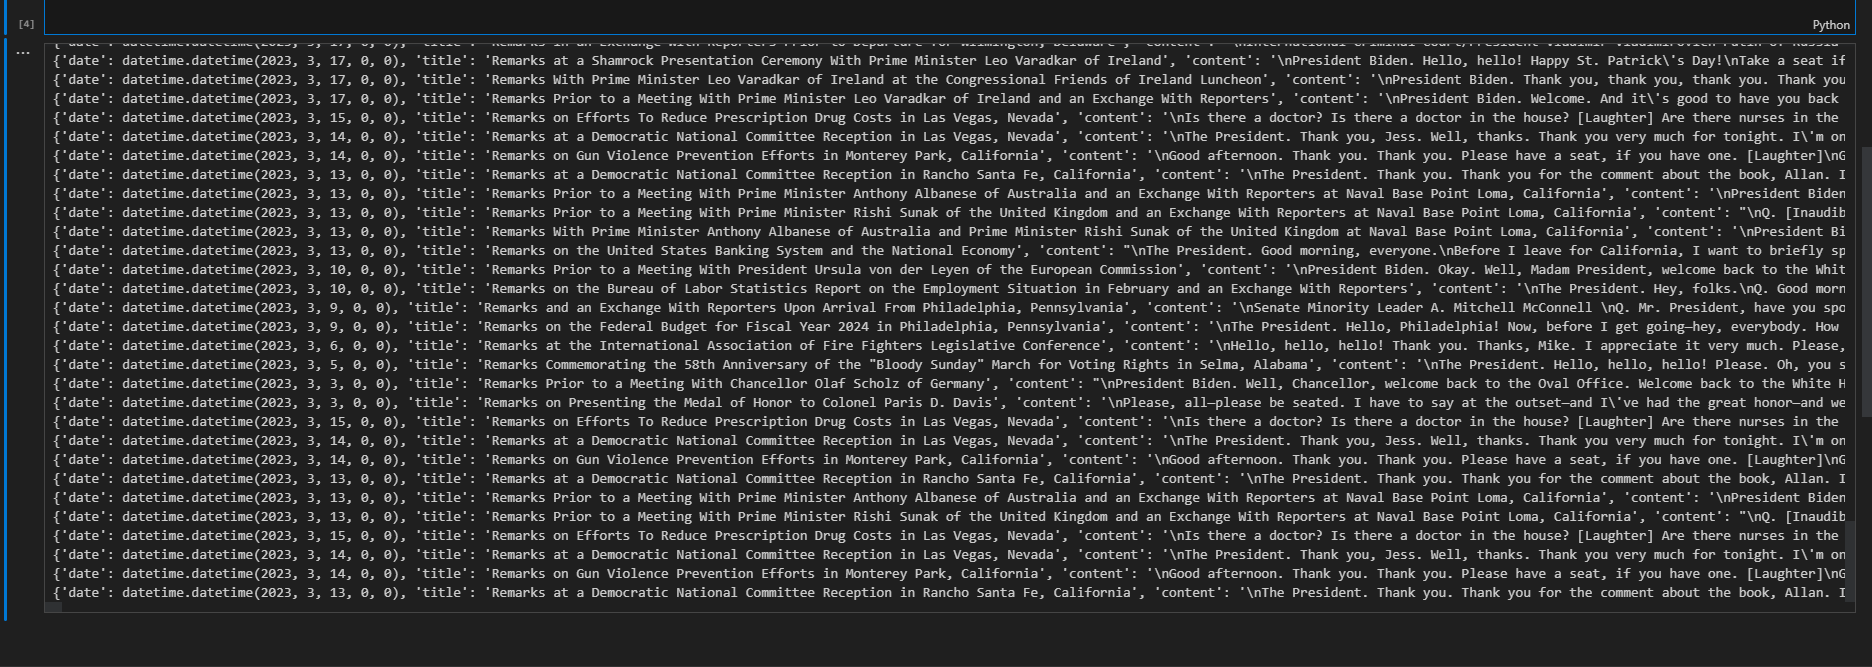 [4]
Python
...
{'date': datetime.datetime(2023, 3, 17, 0, 0), 'title': 'Remarks in an Exchange With Reporters Prior to Departure for Wilmington, Delaware', 'content': '\nInternational Criminal Court/President Vladimir Vladimirovich Putin of Russia
{'date': datetime.datetime(2023, 3, 17, 0, 0), 'title': 'Remarks at a Shamrock Presentation Ceremony With Prime Minister Leo Varadkar of Ireland', 'content': '\nPresident Biden. Hello, hello! Happy St. Patrick\'s Day!\nTake a seat if
{'date': datetime.datetime(2023, 3, 17, 0, 0), 'title': 'Remarks With Prime Minister Leo Varadkar of Ireland at the Congressional Friends of Ireland Luncheon', 'content': '\nPresident Biden. Thank you, thank you, thank you. Thank you
{'date': datetime.datetime(2023, 3, 17, 0, 0), 'title': 'Remarks Prior to a Meeting With Prime Minister Leo Varadkar of Ireland and an Exchange With Reporters', 'content': '\nPresident Biden. Welcome. And it\'s good to have you back
{'date': datetime.datetime(2023, 3, 15, 0, 0), 'title': 'Remarks on Efforts To Reduce Prescription Drug Costs in Las Vegas, Nevada', 'content': '\nIs there a doctor? Is there a doctor in the house? [Laughter] Are there nurses in the
{'date': datetime.datetime(2023, 3, 14, 0, 0), 'title': 'Remarks at a Democratic National Committee Reception in Las Vegas, Nevada', 'content': '\nThe President. Thank you, Jess. Well, thanks. Thank you very much for tonight. I\'m on
{'date': datetime.datetime(2023, 3, 14, 0, 0), 'title': 'Remarks on Gun Violence Prevention Efforts in Monterey Park, California', 'content': '\nGood afternoon. Thank you. Thank you. Please have a seat, if you have one. [Laughter]\nG
{'date': datetime.datetime(2023, 3, 13, 0, 0), 'title': 'Remarks at a Democratic National Committee Reception in Rancho Santa Fe, California', 'content': '\nThe President. Thank you. Thank you for the comment about the book, Allan. I
{'date': datetime.datetime(2023, 3, 13, 0, 0), 'title': 'Remarks Prior to a Meeting With Prime Minister Anthony Albanese of Australia and an Exchange With Reporters at Naval Base Point Loma, California', 'content': '\nPresident Biden
{'date': datetime.datetime(2023, 3, 13, 0, 0), 'title': 'Remarks Prior to a Meeting With Prime Minister Rishi Sunak of the United Kingdom and an Exchange With Reporters at Naval Base Point Loma, California', 'content': "\nQ. [Inaudib
{'date': datetime.datetime(2023, 3, 13, 0, 0), 'title': 'Remarks With Prime Minister Anthony Albanese of Australia and Prime Minister Rishi Sunak of the United Kingdom at Naval Base Point Loma, California', 'content': '\nPresident Bi
{'date': datetime.datetime(2023, 3, 13, 0, 0), 'title': 'Remarks on the United States Banking System and the National Economy', 'content': "\nThe President. Good morning, everyone.\nBefore I leave for California, I want to briefly sp
{'date': datetime.datetime(2023, 3, 10, 0, 0), 'title': 'Remarks Prior to a Meeting With President Ursula von der Leyen of the European Commission', 'content': '\nPresident Biden. Okay. Well, Madam President, welcome back to the Whit
{'date': datetime.datetime(2023, 3, 10, 0, 0), 'title': 'Remarks on the Bureau of Labor Statistics Report on the Employment Situation in February and an Exchange With Reporters', 'content': '\nThe President. Hey, folks.\nQ. Good morn
{'date': datetime.datetime(2023, 3, 9, 0, 0), 'title': 'Remarks and an Exchange With Reporters Upon Arrival From Philadelphia, Pennsylvania', 'content': '\nSenate Minority Leader A. Mitchell McConnell \nQ. Mr. President, have you spo
{'date': datetime.datetime(2023, 3, 9, 0, 0), 'title': 'Remarks on the Federal Budget for Fiscal Year 2024 in Philadelphia, Pennsylvania', 'content': '\nThe President. Hello, Philadelphia! Now, before I get going—hey, everybody. How
{'date': datetime.datetime(2023, 3, 6, 0, 0), 'title': 'Remarks at the International Association of Fire Fighters Legislative Conference', 'content': '\nHello, hello, hello! Thank you. Thanks, Mike. I appreciate it very much. Please,
{'date': datetime.datetime(2023, 3, 5, 0, 0), 'title': 'Remarks Commemorating the 58th Anniversary of the "Bloody Sunday" March for Voting Rights in Selma, Alabama', 'content': '\nThe President. Hello, hello, hello! Please. Oh, you s
{'date': datetime.datetime(2023, 3, 3, 0, 0), 'title': 'Remarks Prior to a Meeting With Chancellor Olaf Scholz of Germany', 'content': "\nPresident Biden. Well, Chancellor, welcome back to the Oval Office. Welcome back to the White H
{'date': datetime.datetime(2023, 3, 3, 0, 0), 'title': 'Remarks on Presenting the Medal of Honor to Colonel Paris D. Davis', 'content': '\nPlease, all—please be seated. I have to say at the outset—and I\'ve had the great honor—and we
{'date': datetime.datetime(2023, 3, 15, 0, 0), 'title': 'Remarks on Efforts To Reduce Prescription Drug Costs in Las Vegas, Nevada', 'content': '\nIs there a doctor? Is there a doctor in the house? [Laughter] Are there nurses in the
{'date': datetime.datetime(2023, 3, 14, 0, 0), 'title': 'Remarks at a Democratic National Committee Reception in Las Vegas, Nevada', 'content': '\nThe President. Thank you, Jess. Well, thanks. Thank you very much for tonight. I\'m on
{'date': datetime.datetime(2023, 3, 14, 0, 0), 'title': 'Remarks on Gun Violence Prevention Efforts in Monterey Park, California', 'content': '\nGood afternoon. Thank you. Thank you. Please have a seat, if you have one. [Laughter]\nG
{'date': datetime.datetime(2023, 3, 13, 0, 0), 'title': 'Remarks at a Democratic National Committee Reception in Rancho Santa Fe, California', 'content': '\nThe President. Thank you. Thank you for the comment about the book, Allan. I
{'date': datetime.datetime(2023, 3, 13, 0, 0), 'title': 'Remarks Prior to a Meeting With Prime Minister Anthony Albanese of Australia and an Exchange With Reporters at Naval Base Point Loma, California', 'content': '\nPresident Biden
{'date': datetime.datetime(2023, 3, 13, 0, 0), 'title': 'Remarks Prior to a Meeting With Prime Minister Rishi Sunak of the United Kingdom and an Exchange With Reporters at Naval Base Point Loma, California', 'content': "\nQ. [Inaudib
{'date': datetime.datetime(2023, 3, 15, 0, 0), 'title': 'Remarks on Efforts To Reduce Prescription Drug Costs in Las Vegas, Nevada', 'content': '\nIs there a doctor? Is there a doctor in the house? [Laughter] Are there nurses in the
{'date': datetime.datetime(2023, 3, 14, 0, 0), 'title': 'Remarks at a Democratic National Committee Reception in Las Vegas, Nevada', 'content': '\nThe President. Thank you, Jess. Well, thanks. Thank you very much for tonight. I\'m on
{'date': datetime.datetime(2023, 3, 14, 0, 0), 'title': 'Remarks on Gun Violence Prevention Efforts in Monterey Park, California', 'content': '\nGood afternoon. Thank you. Thank you. Please have a seat, if you have one. [Laughter]\nG
{'date': datetime.datetime(2023, 3, 13, 0, 0), 'title': 'Remarks at a Democratic National Committee Reception in Rancho Santa Fe, California', 'content': '\nThe President. Thank you. Thank you for the comment about the book, Allan. I